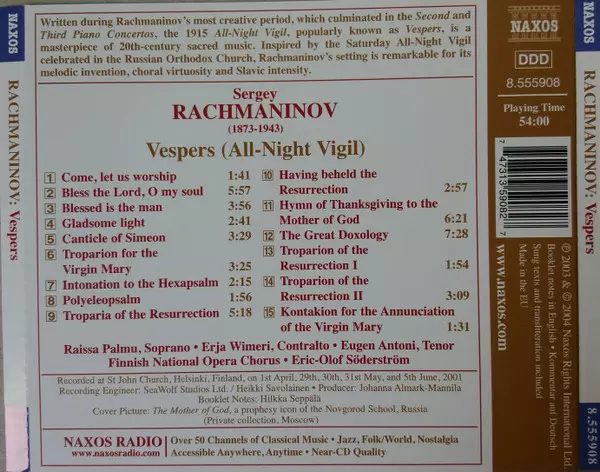 NAXOS
RACHMANINOV: Vespers
Written during Rachmaninov's most creative period, which culminated in the Second and
Third Piano Concertos, the 1915 All-Night Vigil, popularly known as Vespers, is a
masterpiece of 20th-century sacred music. Inspired by the Saturday All-Night Vigil
celebrated in the Russian Orthodox Church, Rachmaninov's setting is remarkable for its
melodic invention, choral virtuosity and Slavic intensity.
Sergey
RACHMANINOV
(1873-1943)
Vespers (All-Night Vigil)
1 Come, let us worship 1:41
2 Bless the Lord, O my soul 5:57
3 Blessed is the man 3:56
4 Gladsome light 2:41
5 Canticle of Simeon 3:29
6 Troparion for the
Virgin Mary 3:25
7 Intonation to the Hexapsalm 2:15
8 Polyeleopsalm 1:56
9 Troparia of the Resurrection 5:18
10 Having beheld the
Resurrection 2:57
11 Hymn of Thanksgiving to the
Mother of God 6:21
12 The Great Doxology 7:28
13 Troparion of the
Resurrection I 1:54
14 Troparion of the
Resurrection II 3:09
15 Kontakion for the Annunciation
of the Virgin Mary 1:31
Raissa Palmu, Soprano • Erja Wimeri, Contralto • Eugen Antoni, Tenor
Finnish National Opera Chorus • Eric-Olof Söderström
Recorded at St John Church, Helsinki, Finland, on 1st April, 29th, 30th, 31st May, and 5th June, 2001
Recording Engineer: SeaWolf Studios Ltd. / Heikki Savolainen • Producer: Johanna Almark-Mannila
Booklet Notes: Hilkka Seppälä
Cover Picture: The Mother of God, a prophesy icon of the Novgorod School, Russia
(Private collection, Moscow)
NAXOS RADIO
www.naxosradio.com
Over 50 Channels of Classical Music • Jazz, Folk/World, Nostalgia
Accessible Anywhere, Anytime • Near-CD Quality
NAXOS
DDD
8.555908
Playing Time
54:00
7 47313 59082 7
www.naxos.com
℗ 2003 & © 2004 Naxos Rights International Ltd.
Booklet notes in English • Kommentar auf Deutsch
Sung texts and transliteration included
Made in the EU
NAXOS
RACHMANINOV: Vespers
8.555908